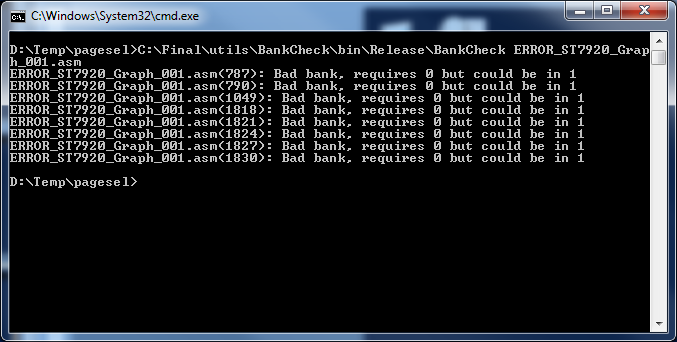 C:\Windows\System32\cmd.exe
D:\Temp\pagesel>C:\Final\utils\BankCheck\bin\Release\BankCheck ERROR_ST7920_Grap
h_001.asm
ERROR_ST7920_Graph_001.asm(787): Bad bank, requires 0 but could be in 1
ERROR_ST7920_Graph_001.asm(790): Bad bank, requires 0 but could be in 1
ERROR_ST7920_Graph_001.asm(1049): Bad bank, requires 0 but could be in 1
ERROR_ST7920_Graph_001.asm(1818): Bad bank, requires 0 but could be in 1
ERROR_ST7920_Graph_001.asm(1821): Bad bank, requires 0 but could be in 1
ERROR_ST7920_Graph_001.asm(1824): Bad bank, requires 0 but could be in 1
ERROR_ST7920_Graph_001.asm(1827): Bad bank, requires 0 but could be in 1
ERROR_ST7920_Graph_001.asm(1830): Bad bank, requires 0 but could be in 1
D:\Temp\pagesel>